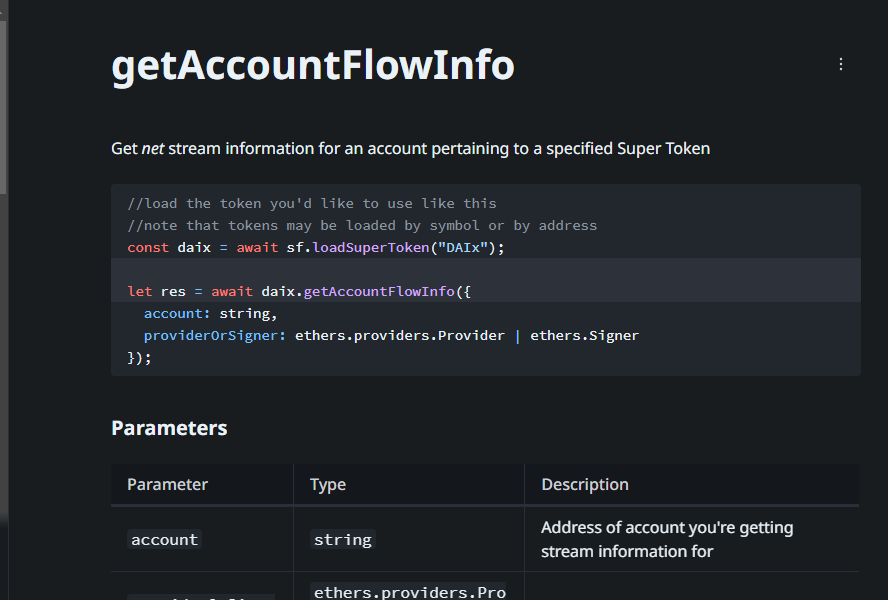 getAccountFlowInfo
Get net stream information for an account pertaining to a specified Super Token
//load the token you'd like to use like this
//note that tokens may be loaded by symbol or by address
const daix = await sf.loadSuperToken("DAIx");
let res = await daix.getAccountFlowInfo({
account: string,
providerOrSigner: ethers.providers.Provider | ethers.Signer
});
Parameters
Parameter Type Description
account string Address of account you're getting
stream information for
ethers.providers.Pro